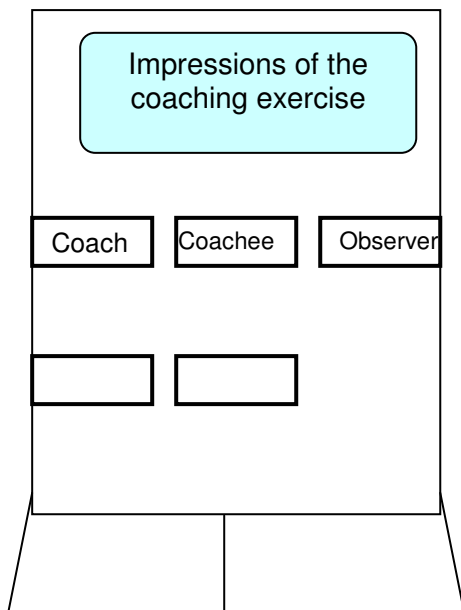 Impressions of the
coaching exercise
Coach Coachee Observer